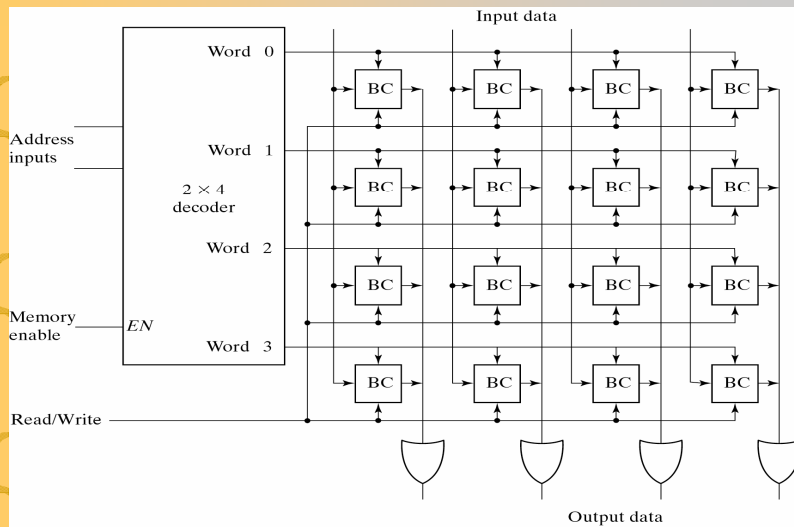 Input data
Word 0
BC BC BC BC
Address
inputs
Word 1
2 × 4
decoder
BC BC BC BC
Word 2
BC BC BC BC
Memory
enable
EN
Word 3
BC BC BC BC
Read/Write
Output data